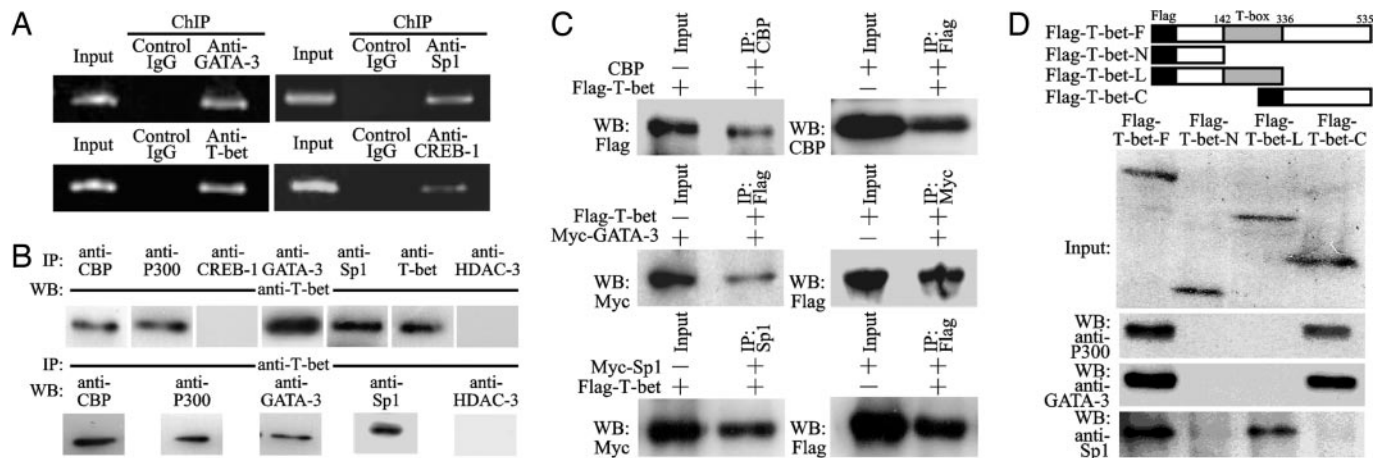 A
ChIP
ChIP
Input
Control IgG
Anti-GATA-3
Input
Control IgG
Anti-Sp1
Input
Control IgG
Anti-T-bet
Input
Control IgG
Anti-CREB-1
B
IP: anti-CBP anti-P300 anti-CREB-1 anti-GATA-3 anti-Sp1 anti-T-bet anti-HDAC-3
WB: anti-T-bet
IP: anti-T-bet
WB: anti-CBP anti-P300 anti-GATA-3 anti-Sp1 anti-HDAC-3
C
Input IP: CBP Input IP: Flag
CBP − + + +
Flag-T-bet + + − +
WB: Flag
WB: CBP
Input IP: Flag Input IP: Myc
Flag-T-bet − + + +
Myc-GATA-3 + + − +
WB: Myc
WB: Flag
Input IP: Sp1 Input IP: Flag
Myc-Sp1 − + + +
Flag-T-bet + + − +
WB: Myc
WB: Flag
D
Flag 142 T-box 336 535
Flag-T-bet-F
Flag-T-bet-N
Flag-T-bet-L
Flag-T-bet-C
Flag- Flag- Flag- Flag-
T-bet-F T-bet-N T-bet-L T-bet-C
Input:
WB: anti-P300
WB: anti-GATA-3
WB: anti-Sp1